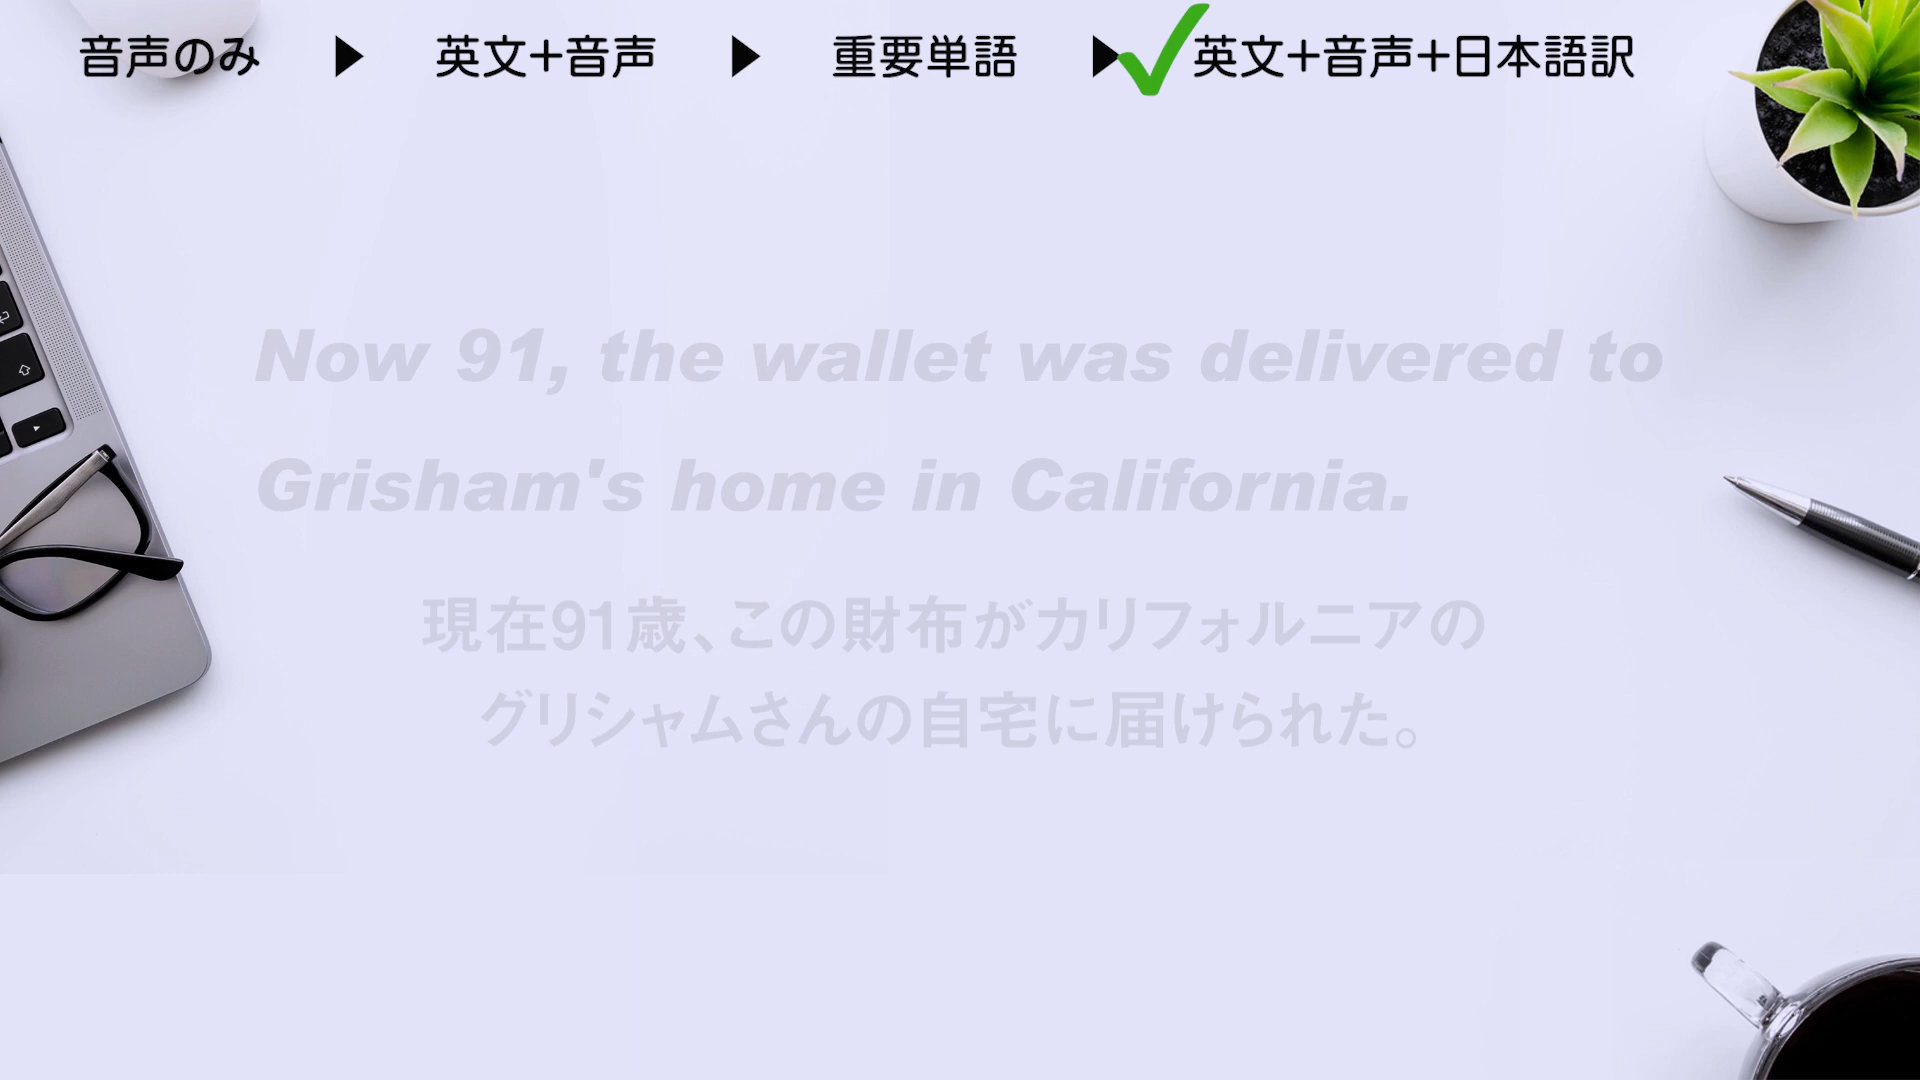 音声のみ ▶ 英文+音声 ▶ 重要単語 ▶ 英文+音声+日本語訳
Now 91, the wallet was delivered to
Grisham's home in California.
現在91歳、この財布がカリフォルニアの
グリシャムさんの自宅に届けられた。